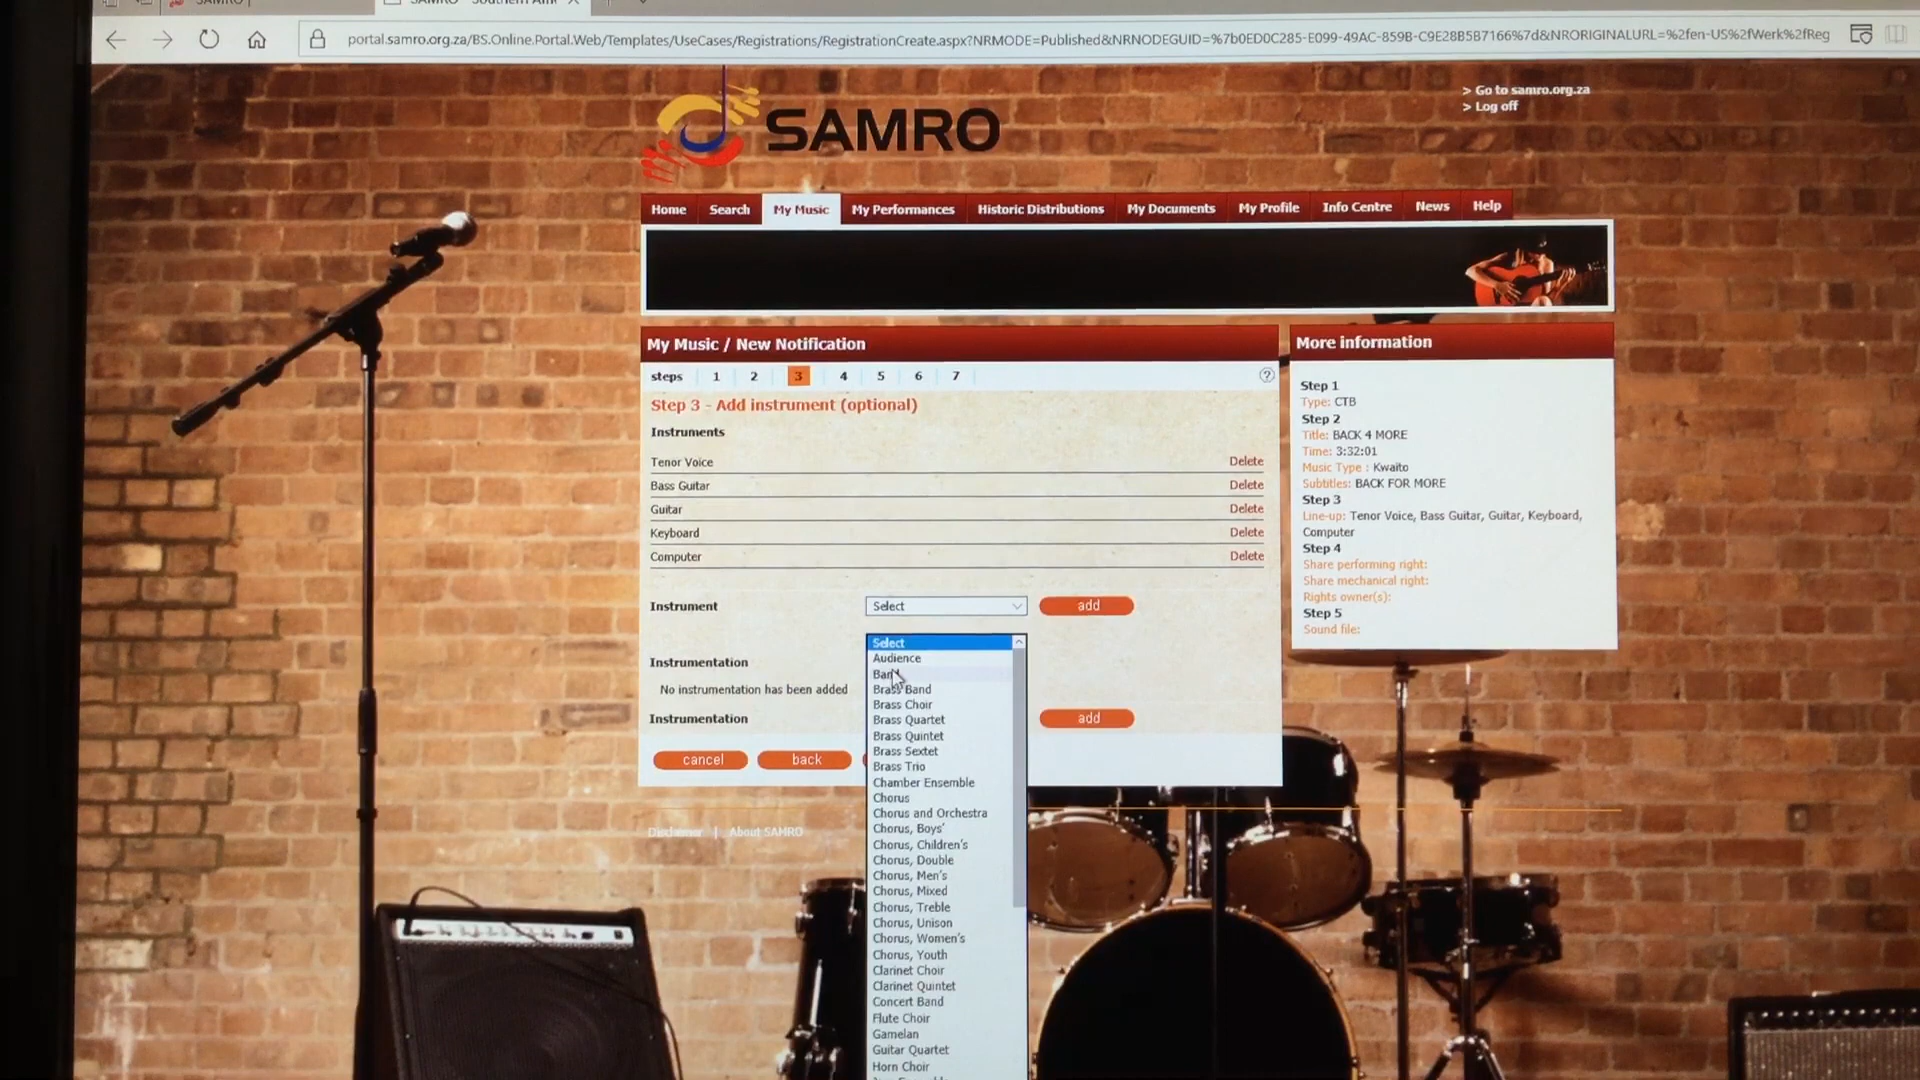 SAMRO
portal.samro.org.za/BS.Online.Portal.Web/Templates/UseCases/Registrations/RegistrationCreate.aspx?NRMODE=Published&NRNODEGUID=%7b0ED0C285-E099-49AC-859B-C9E28B5B7166%7d&NRORIGINALURL=%2fen-US%2fWerk%2fReg
> Go to samro.org.za
> Log off
SAMRO
Home Search My Music My Performances Historic Distributions My Documents My Profile Info Centre News Help
My Music / New Notification
steps 1 2 3 4 5 6 7
Step 3 - Add instrument (optional)
Instruments
Tenor Voice Delete
Bass Guitar Delete
Guitar Delete
Keyboard Delete
Computer Delete
Instrument Select add
Instrumentation
No instrumentation has been added
Instrumentation add
cancel back
Select
Audience
Band
Brass Band
Brass Choir
Brass Quartet
Brass Quintet
Brass Sextet
Brass Trio
Chamber Ensemble
Chorus
Chorus and Orchestra
Chorus, Boys'
Chorus, Children's
Chorus, Double
Chorus, Men's
Chorus, Mixed
Chorus, Treble
Chorus, Unison
Chorus, Women's
Chorus, Youth
Clarinet Choir
Clarinet Quintet
Concert Band
Flute Choir
Gamelan
Guitar Quartet
Horn Choir
Disclaimer | About SAMRO
More information
Step 1
Type: CTB
Step 2
Title: BACK 4 MORE
Time: 3:32:01
Music Type : Kwaito
Subtitles: BACK FOR MORE
Step 3
Line-up: Tenor Voice, Bass Guitar, Guitar, Keyboard,
Computer
Step 4
Share performing right:
Share mechanical right:
Rights owner(s):
Step 5
Sound file: